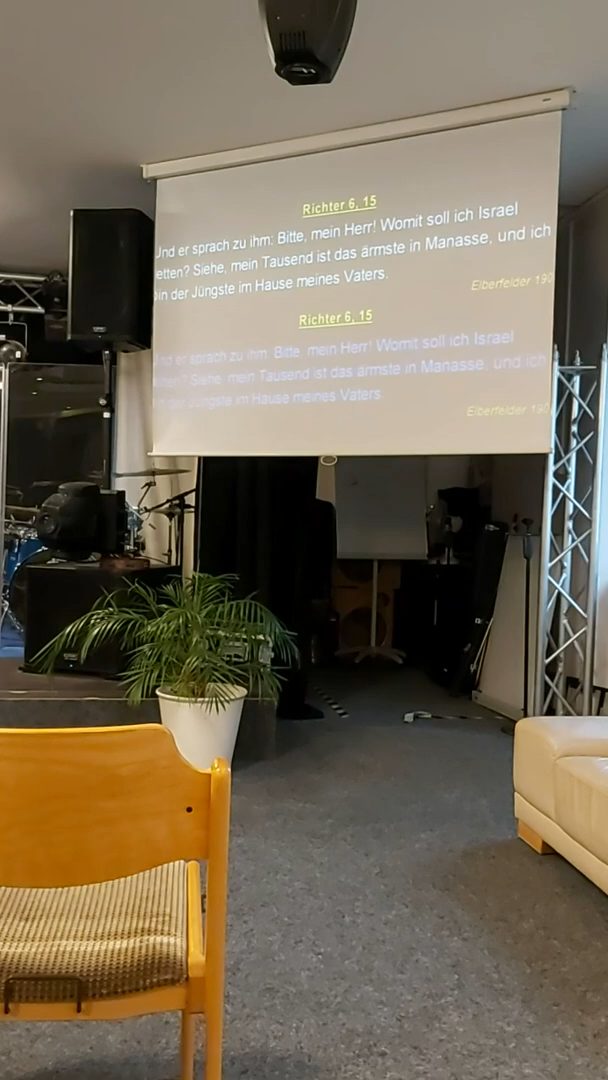 Richter 6, 15
Und er sprach zu ihm: Bitte, mein Herr! Womit soll ich Israel
etten? Siehe, mein Tausend ist das ärmste in Manasse, und ich
bin der Jüngste im Hause meines Vaters.
Elberfelder 190
Richter 6, 15
Und er sprach zu ihm: Bitte, mein Herr! Womit soll ich Israel
etten? Siehe, mein Tausend ist das ärmste in Manasse, und ich
bin der Jüngste im Hause meines Vaters.
Elberfelder 190